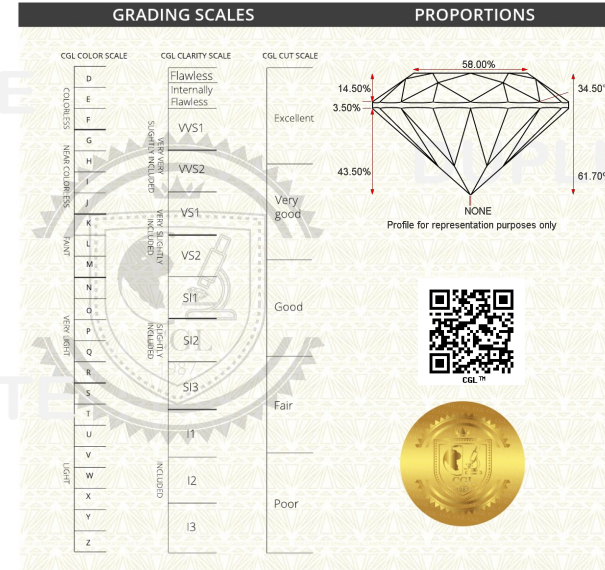 GRADING SCALES
PROPORTIONS
CGL COLOR SCALE
CGL CLARITY SCALE
CGL CUT SCALE
COLORLESS
NEAR COLORLESS
FAINT
VERY LIGHT
LIGHT
D
E
F
G
H
I
J
K
L
M
N
O
P
Q
R
S
T
U
V
W
X
Y
Z
VERY VERY
SLIGHTLY INCLUDED
VERY SLIGHTLY
INCLUDED
SLIGHTLY
INCLUDED
INCLUDED
Flawless
Internally
Flawless
VVS1
VVS2
VS1
VS2
SI1
SI2
SI3
I1
I2
I3
Excellent
Very
good
Good
Fair
Poor
58.00%
14.50%
34.50°
3.50%
43.50%
61.70%
NONE
Profile for representation purposes only
CGL™
CGL
CGL